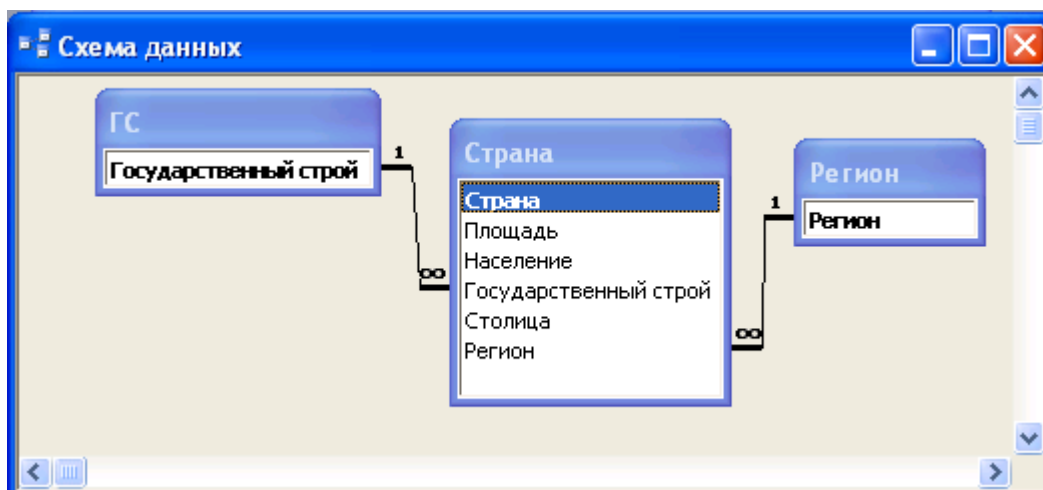 Схема данных
ГС
Государственный строй
1
∞
Страна
Страна
Площадь
Население
Государственный строй
Столица
Регион
1
∞
Регион
Регион